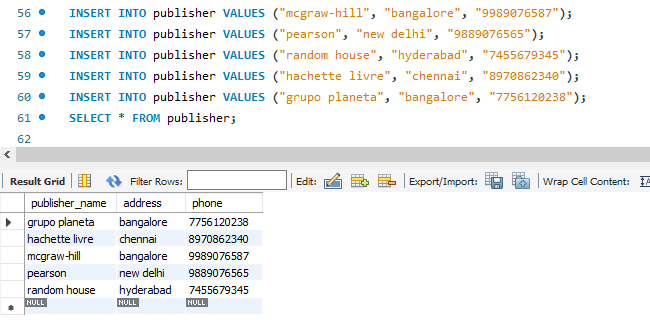 56 INSERT INTO publisher VALUES ("mcgraw-hill", "bangalore", "9989076587");
57 INSERT INTO publisher VALUES ("pearson", "new delhi", "9889076565");
58 INSERT INTO publisher VALUES ("random house", "hyderabad", "7455679345");
59 INSERT INTO publisher VALUES ("hachette livre", "chennai", "8970862340");
60 INSERT INTO publisher VALUES ("grupo planeta", "bangalore", "7756120238");
61 SELECT * FROM publisher;
62
Result Grid Filter Rows: Edit: Export/Import: Wrap Cell Content:
publisher_name address phone
grupo planeta bangalore 7756120238
hachette livre chennai 8970862340
mcgraw-hill bangalore 9989076587
pearson new delhi 9889076565
random house hyderabad 7455679345
NULL NULL NULL